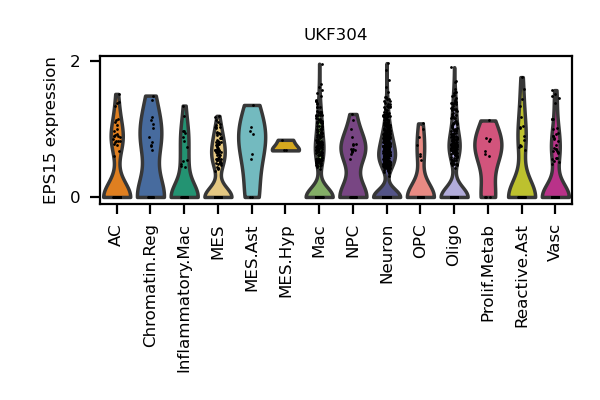 UKF304
EPS15 expression
2
0
AC
Chromatin.Reg
Inflammatory.Mac
MES
MES.Ast
MES.Hyp
Mac
NPC
Neuron
OPC
Oligo
Prolif.Metab
Reactive.Ast
Vasc